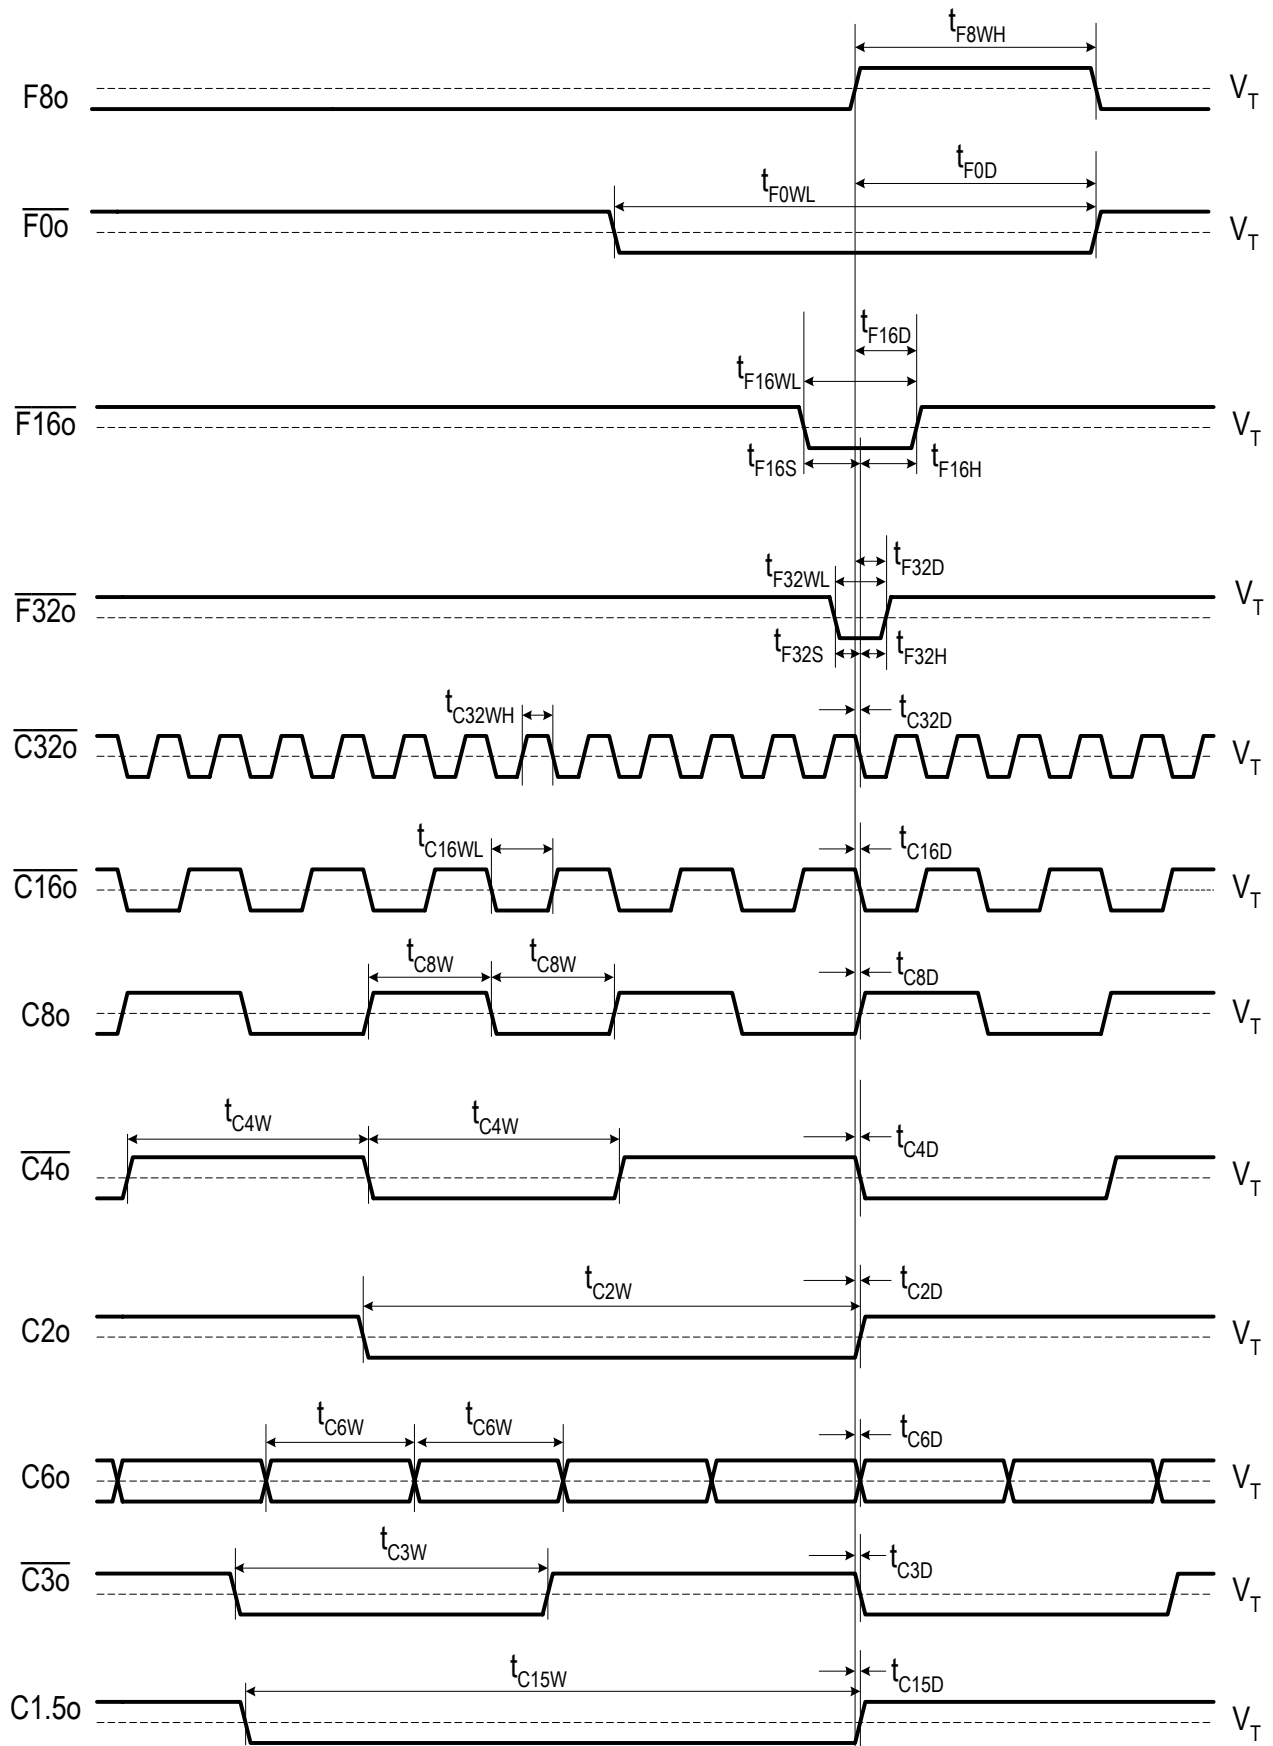 tF8WH
F8o
VT
tF0D
tF0WL
F0o
VT
tF16D
tF16WL
F16o
VT
tF16S
tF16H
tF32D
tF32WL
F32o
VT
tF32S
tF32H
tC32WH
tC32D
C32o
VT
tC16WL
tC16D
C16o
VT
tC8W
tC8W
tC8D
C8o
VT
tC4W
tC4W
tC4D
C4o
VT
tC2W
tC2D
C2o
VT
tC6W
tC6W
tC6D
C6o
VT
tC3W
tC3D
C3o
VT
tC15W
tC15D
C1.5o
VT